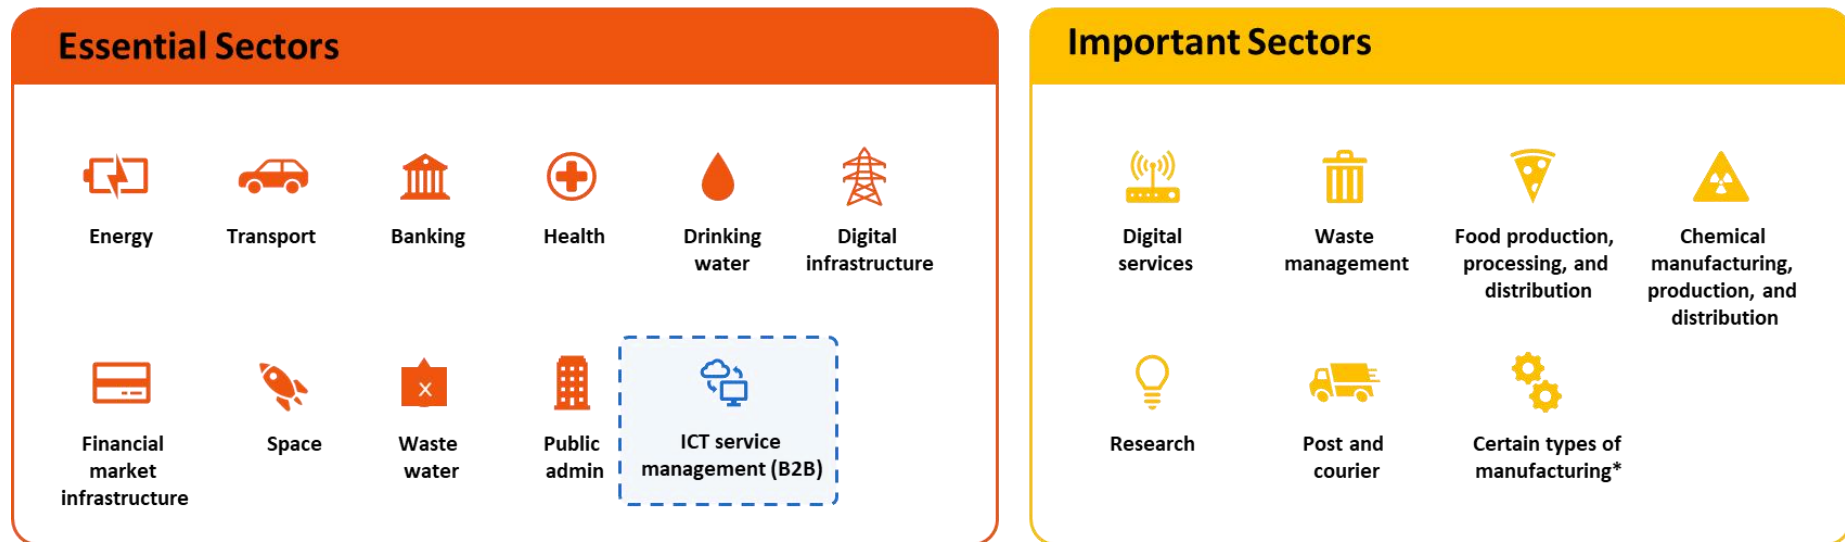 Essential Sectors
Important Sectors
Energy
Transport
Banking
Health
Drinking
water
Digital
infrastructure
Financial
market
infrastructure
Space
Waste
water
X
Public
admin
ICT service
management (B2B)
Digital
services
Waste
management
Food production,
processing, and
distribution
Chemical
manufacturing,
production, and
distribution
Research
Post and
courier
Certain types of
manufacturing*